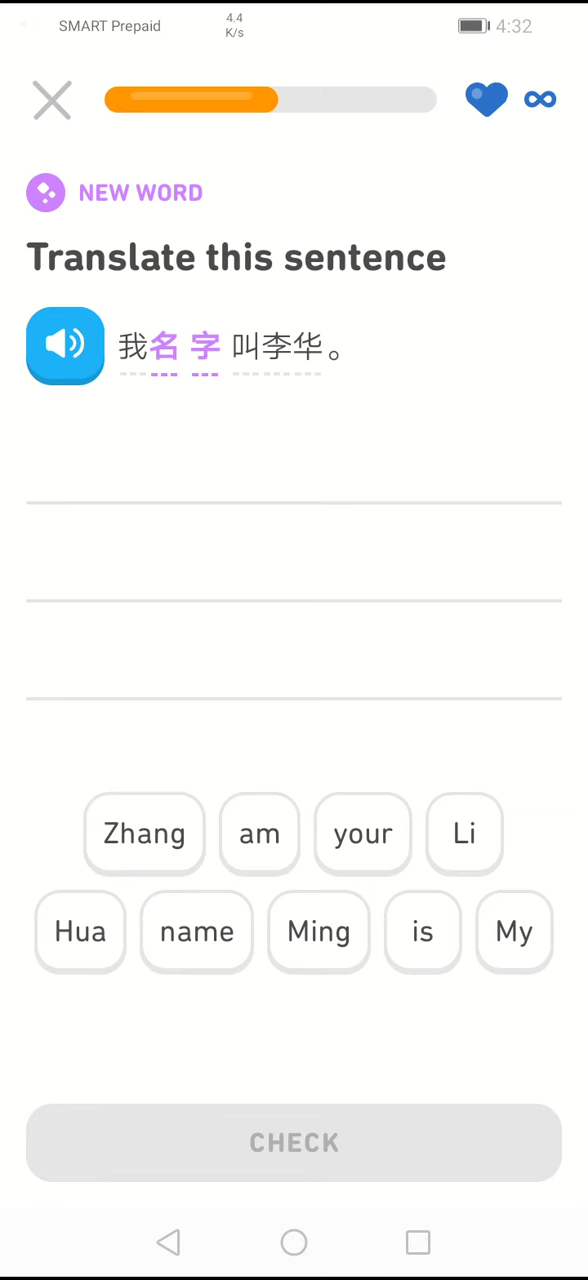 SMART Prepaid 4.4 K/s 4:32
NEW WORD
Translate this sentence
我名字叫李华。
Zhang am your Li
Hua name Ming is My
CHECK